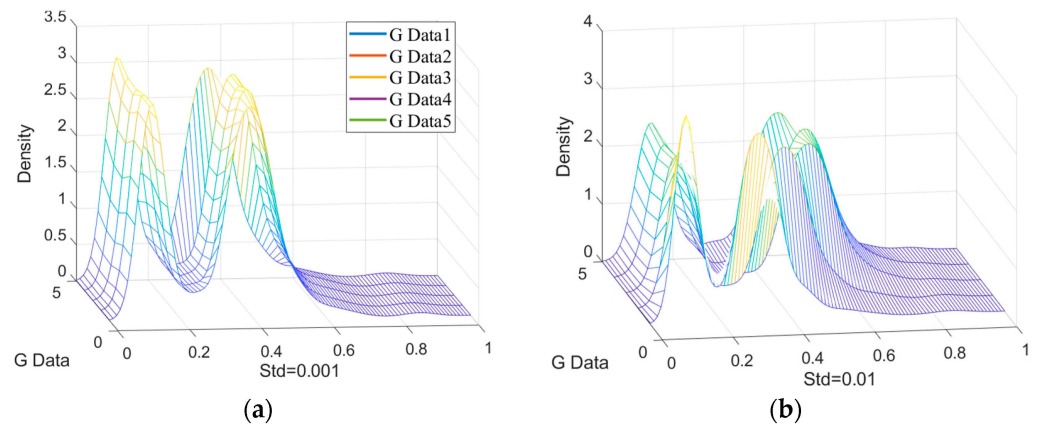 3.5
3
2.5
2
1.5
1
0.5
0
Density
5
0
G Data
0
0.2
0.4
0.6
0.8
1
Std=0.001
G Data1
G Data2
G Data3
G Data4
G Data5
(a)
4
3
2
1
0
Density
5
0
G Data
0
0.2
0.4
0.6
0.8
1
Std=0.01
(b)